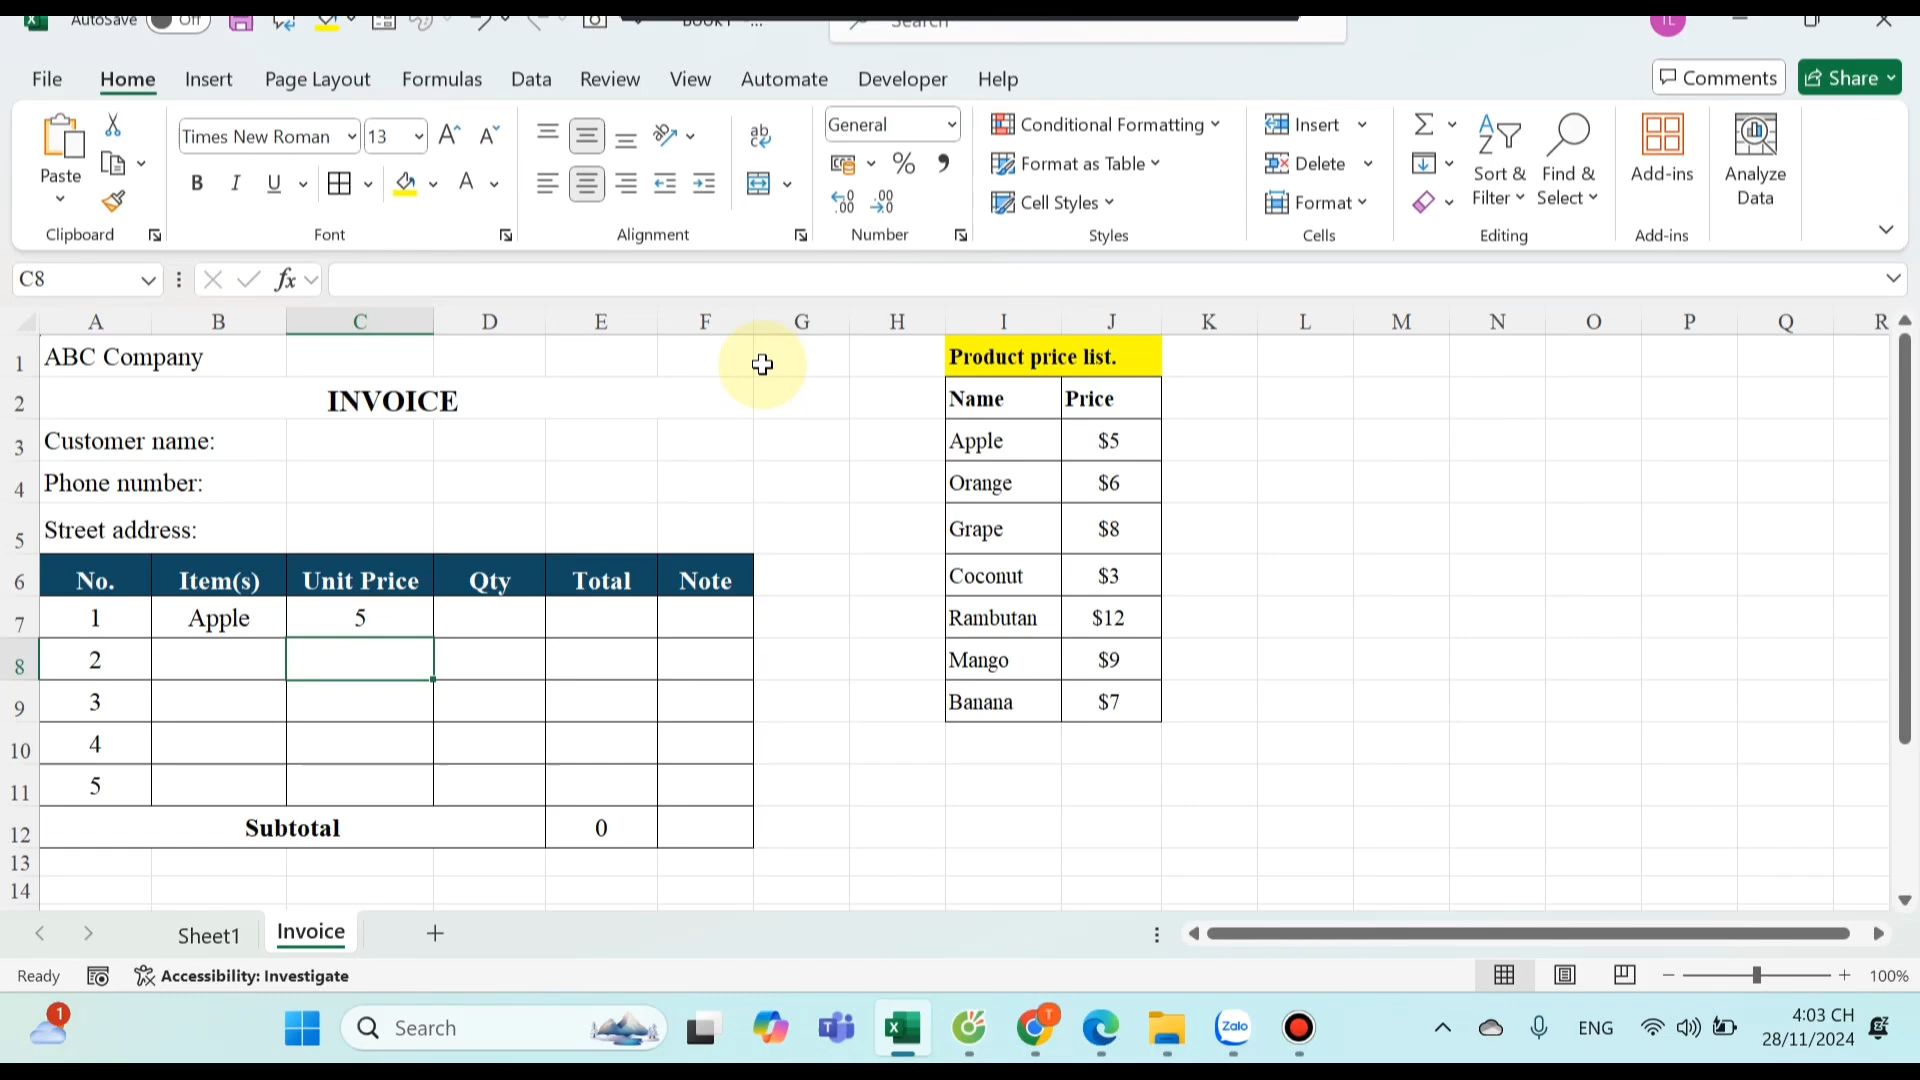 AutoSave Off Book1 - ... Search TL
File Home Insert Page Layout Formulas Data Review View Automate Developer Help Comments Share
Times New Roman 13 General Conditional Formatting Insert
Paste Format as Table Delete Sort & Filter Find & Select Add-ins Analyze Data
B I U A % Cell Styles Format
Clipboard Font Alignment Number Styles Cells Editing Add-ins
C8 fx
A B C D E F G H I J K L M N O P Q R
1 ABC Company Product price list.
2 INVOICE Name Price
3 Customer name: Apple $5
4 Phone number: Orange $6
5 Street address: Grape $8
6 No. Item(s) Unit Price Qty Total Note Coconut $3
7 1 Apple 5 Rambutan $12
8 2 Mango $9
9 3 Banana $7
10 4
11 5
12 Subtotal 0
13
14
Sheet1 Invoice
Ready Accessibility: Investigate 100%
1 Search Zalo T ENG 4:03 CH
28/11/2024